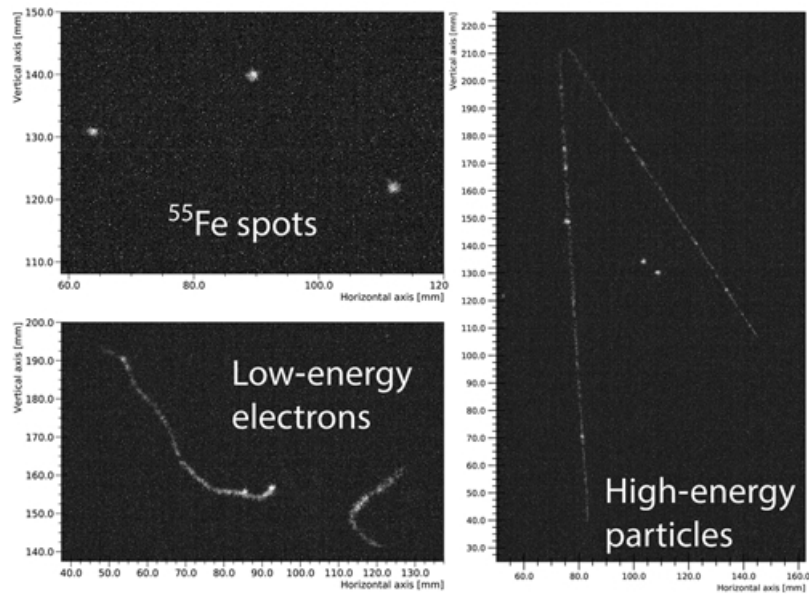 150.0
140.0
130.0
120.0
110.0
Vertical axis [mm]
60.0 80.0 100.0 120
Horizontal axis [mm]
⁵⁵Fe spots
200.0
190.0
180.0
170.0
160.0
150.0
140.0
Vertical axis [mm]
40.0 50.0 60.0 70.0 80.0 90.0 100.0 110.0 120.0 130.0
Horizontal axis [mm]
Low-energy
electrons
220.0
210.0
200.0
190.0
180.0
170.0
160.0
150.0
140.0
130.0
120.0
110.0
100.0
90.0
80.0
70.0
60.0
50.0
40.0
30.0
Vertical axis [mm]
60.0 80.0 100.0 120.0 140.0 160.0
Horizontal axis [mm]
High-energy
particles